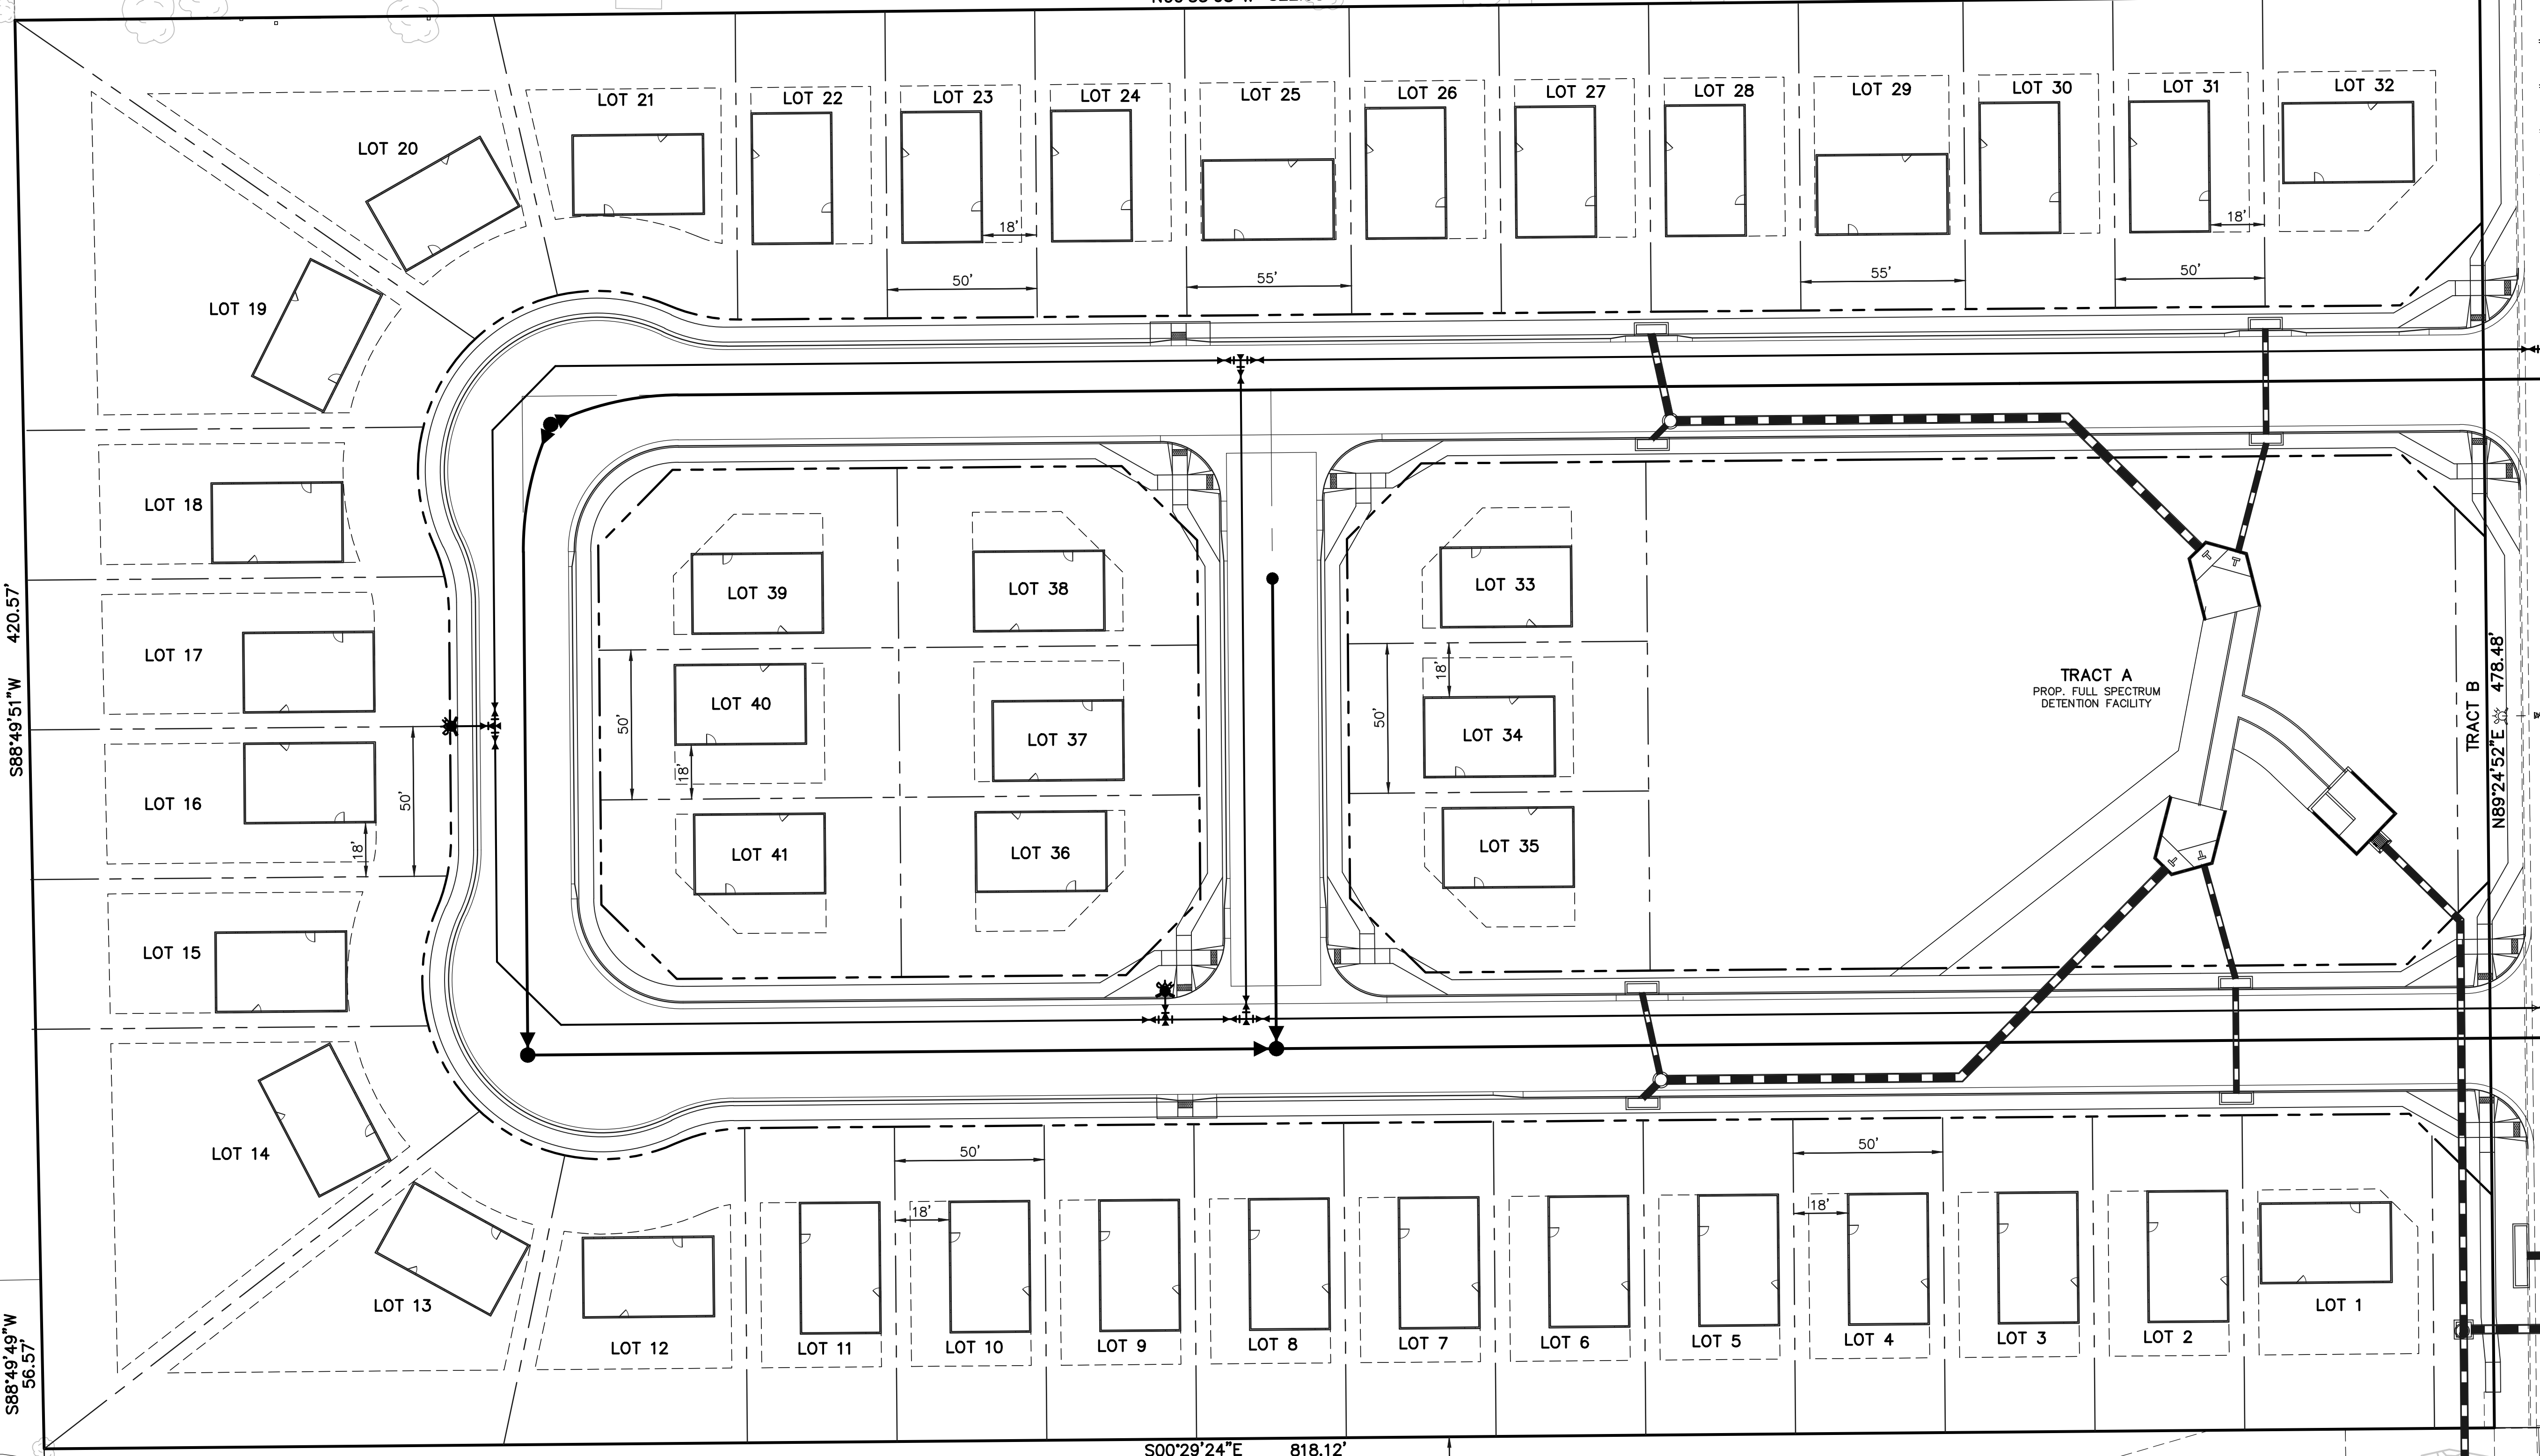 LOT 21
LOT 22
LOT 23
LOT 24
LOT 25
LOT 26
LOT 27
LOT 28
LOT 29
LOT 30
LOT 31
LOT 32
LOT 20
18'
18'
50'
55'
55'
50'
LOT 19
LOT 18
LOT 39
LOT 38
LOT 33
S88°49'51"W 420.57'
LOT 17
50'
LOT 40
18'
LOT 37
50'
18'
LOT 34
TRACT A
PROP. FULL SPECTRUM
DETENTION FACILITY
TRACT B
N89°24'52"E 478.48'
LOT 16
50'
18'
LOT 41
LOT 36
LOT 35
LOT 15
LOT 14
50'
50'
18'
18'
LOT 13
LOT 12
LOT 11
LOT 10
LOT 9
LOT 8
LOT 7
LOT 6
LOT 5
LOT 4
LOT 3
LOT 2
LOT 1
S88°49'49"W
56.57'
S00°29'24"E 818.12'